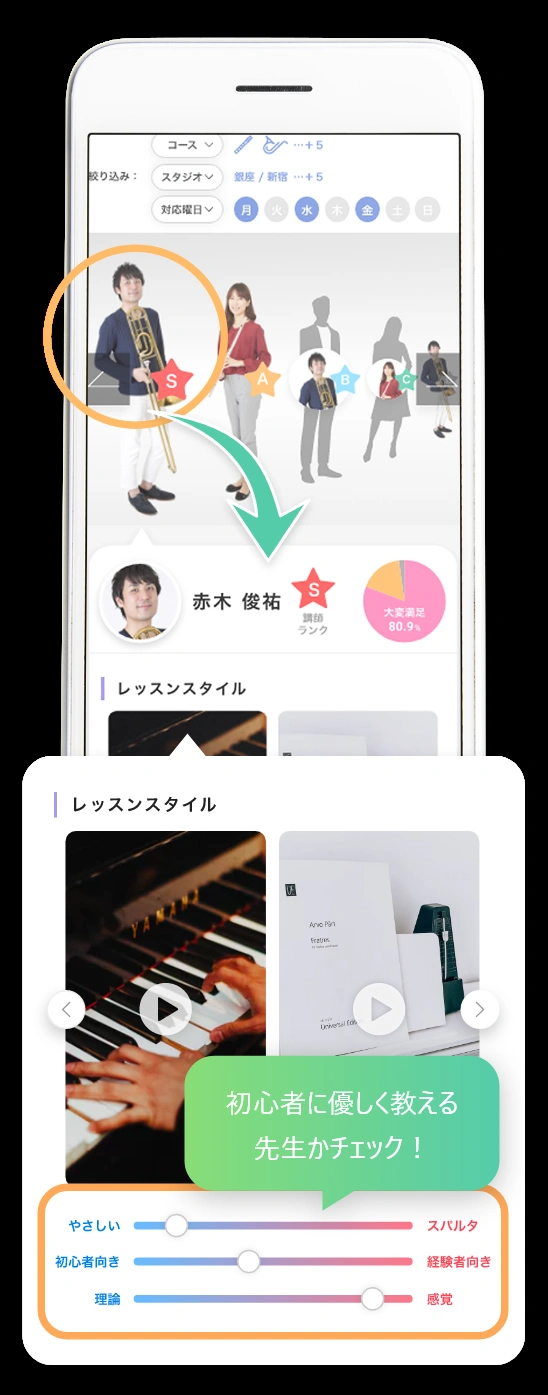 コース
…+5
絞り込み：
スタジオ
銀座 / 新宿 …+5
対応曜日
月 火 水 木 金 土 日
S
A
B
C
赤木 俊祐
S
講師
ランク
大変満足
80.9%
レッスンスタイル
レッスンスタイル
YAMAHA
Arvo Pärt
Fratres
Universal Edition
初心者に優しく教える
先生かチェック！
やさしい
スパルタ
初心者向き
経験者向き
理論
感覚